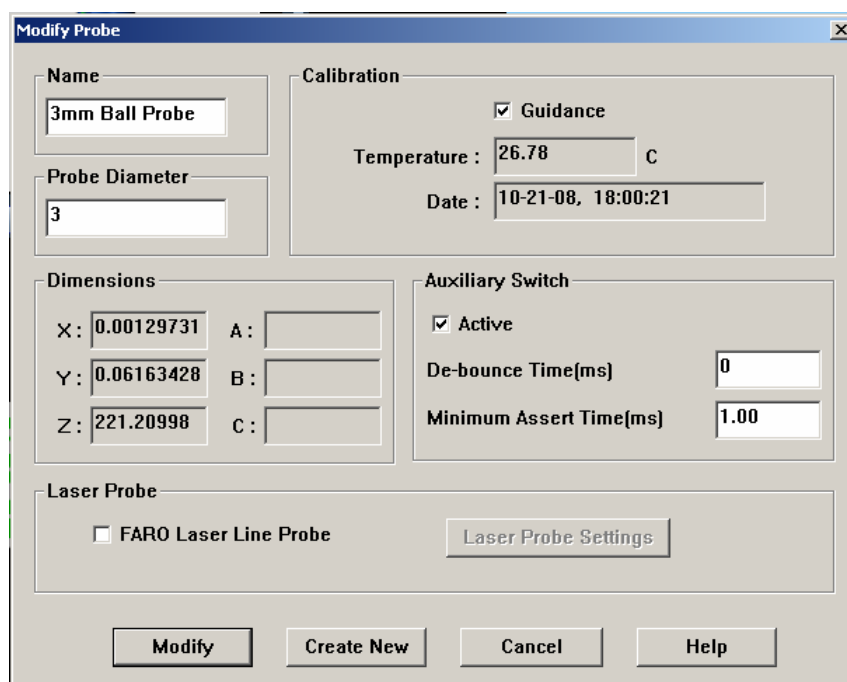 Modify Probe
Name
3mm Ball Probe
Probe Diameter
3
Calibration
Guidance
Temperature : 26.78 C
Date : 10-21-08, 18:00:21
Dimensions
X : 0.00129731 A :
Y : 0.06163428 B :
Z : 221.20998 C :
Auxiliary Switch
Active
De-bounce Time(ms) 0
Minimum Assert Time(ms) 1.00
Laser Probe
FARO Laser Line Probe
Laser Probe Settings
Modify Create New Cancel Help